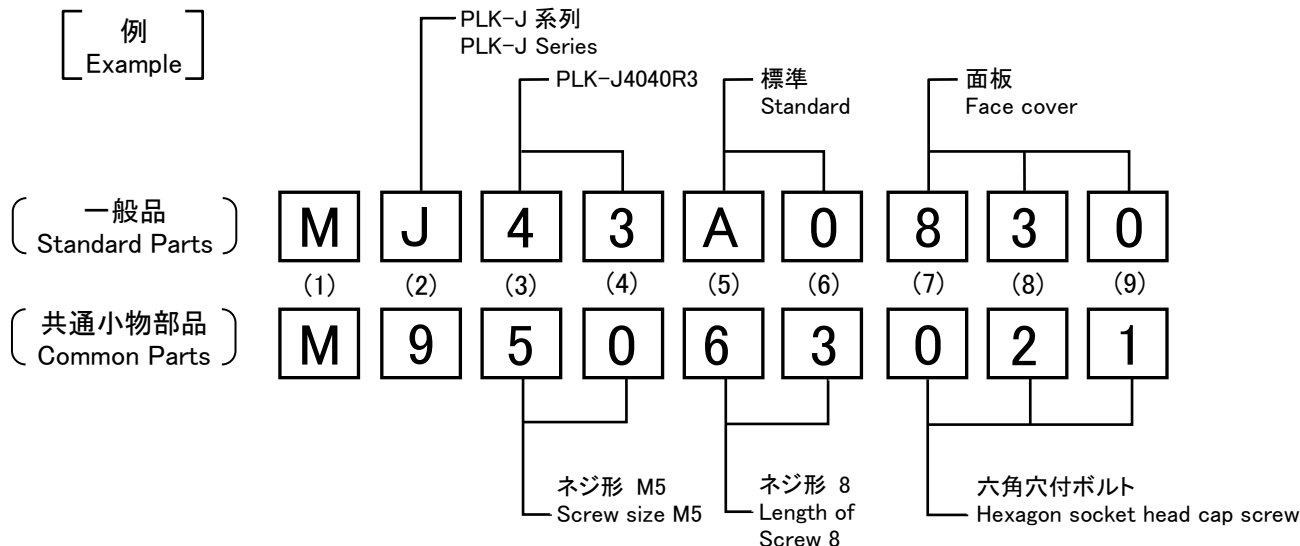 例
Example
PLK-J 系列
PLK-J Series
PLK-J4040R3
標準
Standard
面板
Face cover
一般品
Standard Parts
M J 4 3 A 0 8 3 0
(1) (2) (3) (4) (5) (6) (7) (8) (9)
共通小物部品
Common Parts
M 9 5 0 6 3 0 2 1
ネジ形 M5
Screw size M5
ネジ形 8
Length of
Screw 8
六角穴付ボルト
Hexagon socket head cap screw